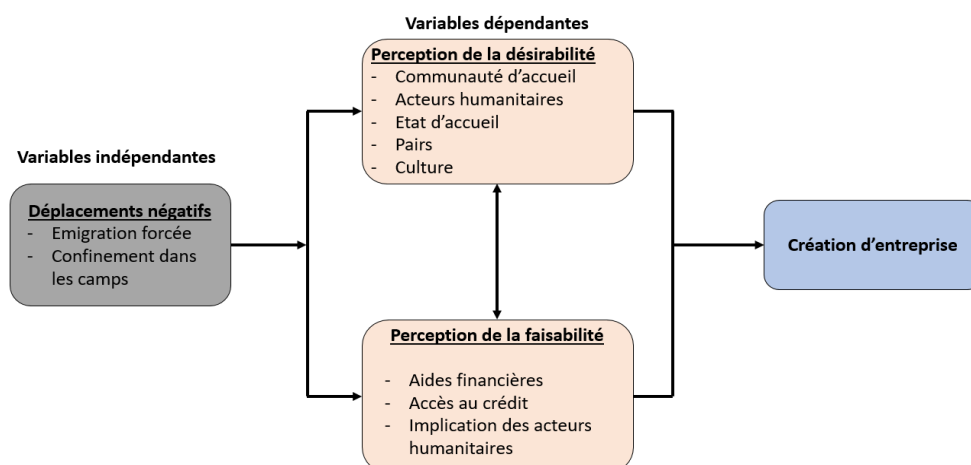 Variables dépendantes
Perception de la désirabilité
- Communauté d'accueil
- Acteurs humanitaires
- Etat d'accueil
- Pairs
- Culture
Variables indépendantes
Déplacements négatifs
- Emigration forcée
- Confinement dans
les camps
Création d'entreprise
Perception de la faisabilité
- Aides financières
- Accès au crédit
- Implication des acteurs
humanitaires